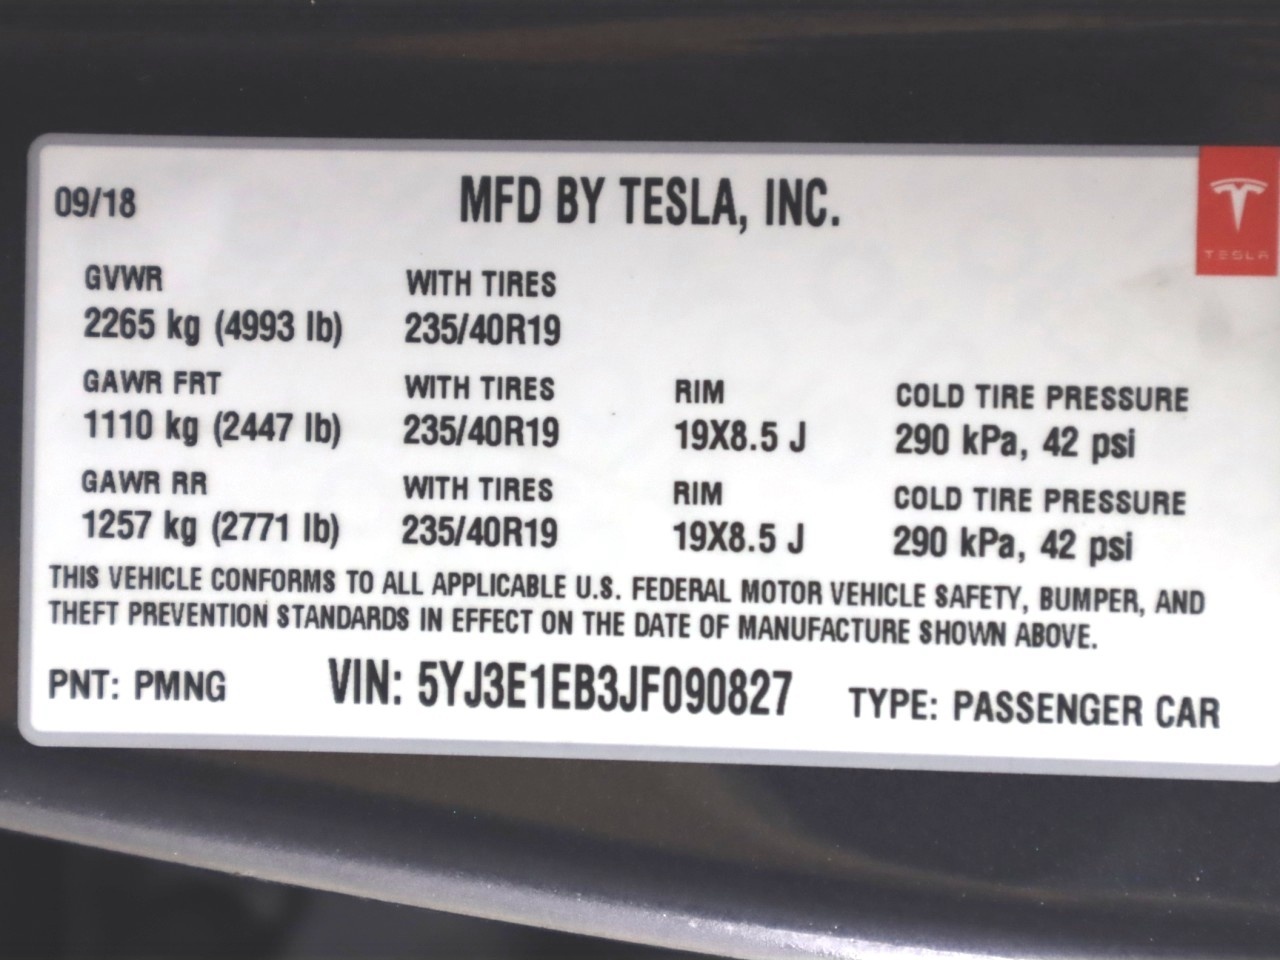 09/18 MFD BY TESLA, INC.
TESLA
GVWR WITH TIRES
2265 kg (4993 lb) 235/40R19
GAWR FRT WITH TIRES RIM COLD TIRE PRESSURE
1110 kg (2447 lb) 235/40R19 19X8.5 J 290 kPa, 42 psi
GAWR RR WITH TIRES RIM COLD TIRE PRESSURE
1257 kg (2771 lb) 235/40R19 19X8.5 J 290 kPa, 42 psi
THIS VEHICLE CONFORMS TO ALL APPLICABLE U.S. FEDERAL MOTOR VEHICLE SAFETY, BUMPER, AND
THEFT PREVENTION STANDARDS IN EFFECT ON THE DATE OF MANUFACTURE SHOWN ABOVE.
PNT: PMNG VIN: 5YJ3E1EB3JF090827 TYPE: PASSENGER CAR